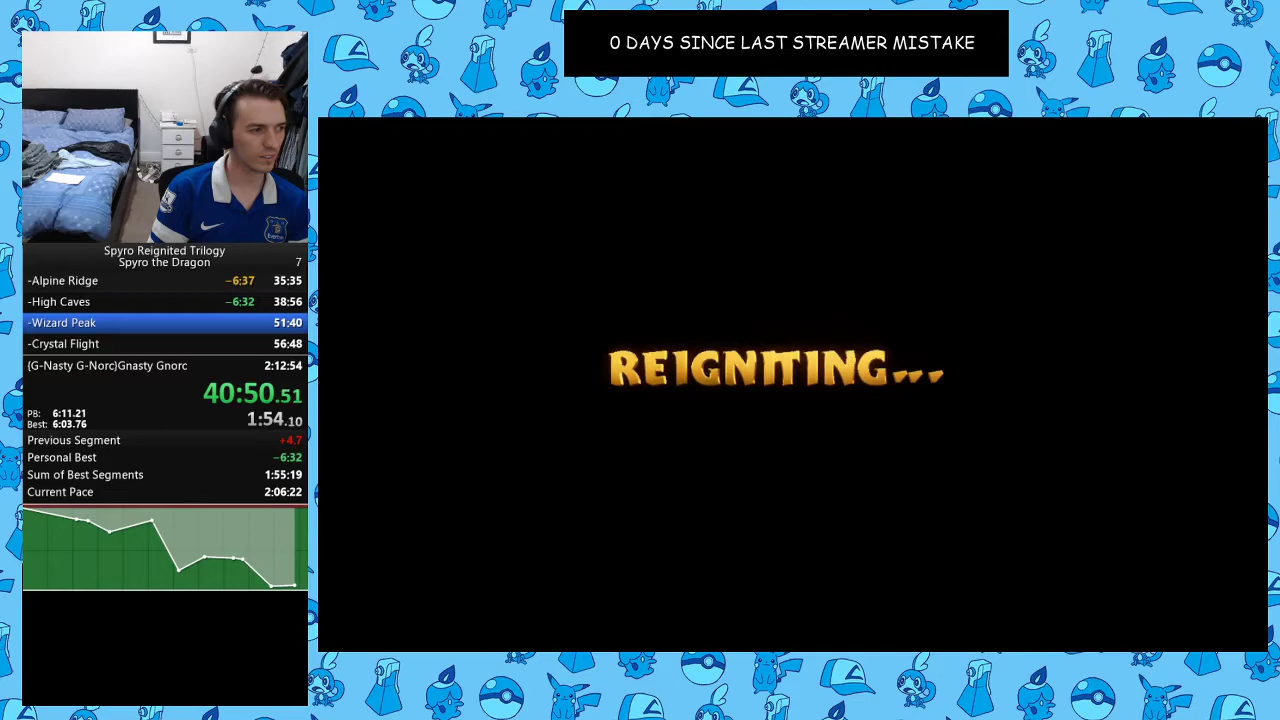 0 DAYS SINCE LAST STREAMER MISTAKE
Spyro Reignited Trilogy
Spyro the Dragon 7
-Alpine Ridge −6:37 35:35
-High Caves −6:32 38:56
-Wizard Peak 51:40
-Crystal Flight 56:48
{G-Nasty G-Norc}Gnasty Gnorc 2:12:54
40:50.51
PB: 6:11.21
Best: 6:03.76
1:54.10
Previous Segment +4.7
Personal Best −6:32
Sum of Best Segments 1:55:19
Current Pace 2:06:22
REIGNITING...